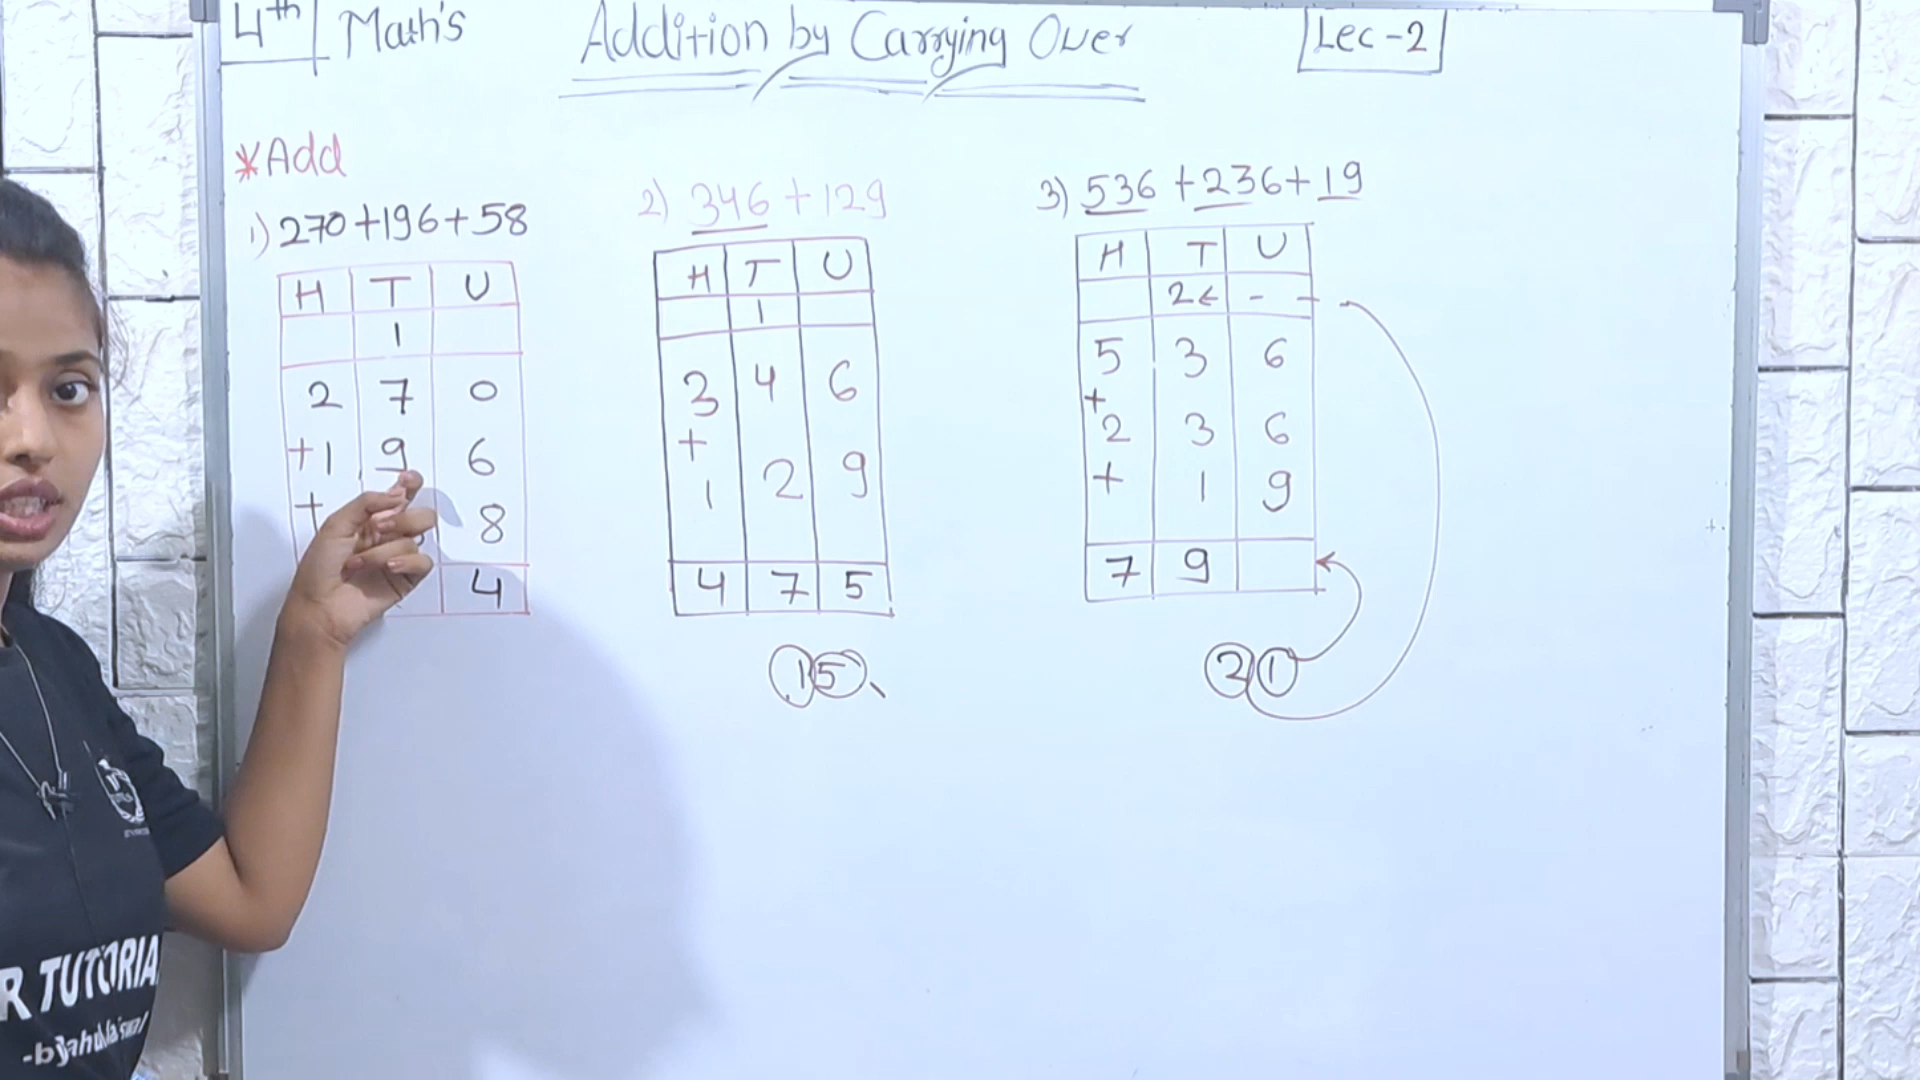 4th Math's Addition by Carrying Over Lec-2
*Add
1) 270+196+58
H T U
1
2 7 0
+1 9 6
+ 8
4
2) 346+129
H T U
1
3 4 6
+
1 2 9
4 7 5
15
3) 536+236+19
H T U
2← - -
5 3 6
+
2 3 6
+ 1 9
7 9
21
R TUTORIA